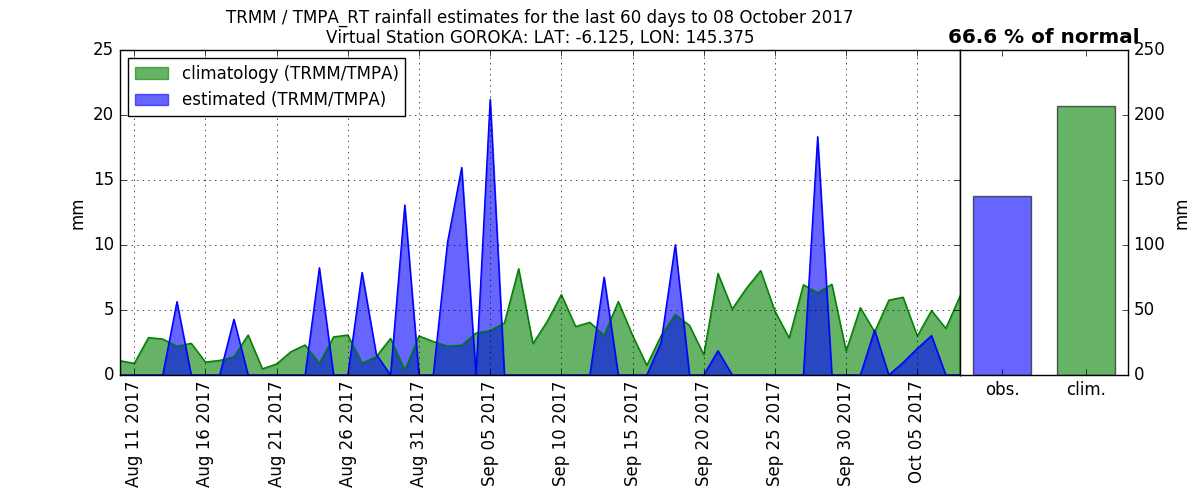 TRMM / TMPA_RT rainfall estimates for the last 60 days to 08 October 2017
Virtual Station GOROKA: LAT: -6.125, LON: 145.375
66.6 % of normal
climatology (TRMM/TMPA)
estimated (TRMM/TMPA)
25
20
15
10
5
0
mm
Aug 11 2017
Aug 16 2017
Aug 21 2017
Aug 26 2017
Aug 31 2017
Sep 05 2017
Sep 10 2017
Sep 15 2017
Sep 20 2017
Sep 25 2017
Sep 30 2017
Oct 05 2017
obs.
clim.
250
200
150
100
50
0
mm